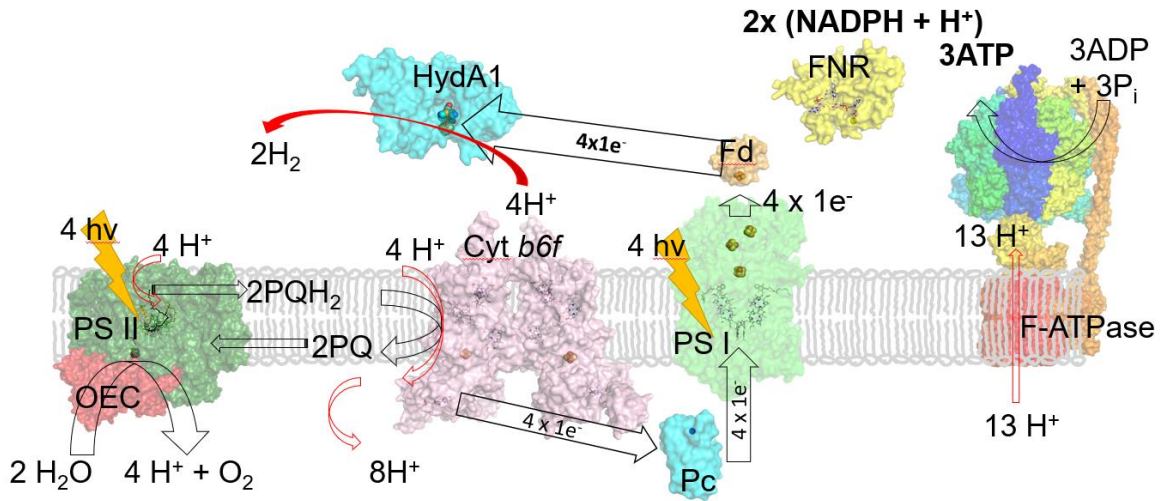 2x (NADPH + H⁺)
HydA1
FNR
3ATP
3ADP
+ 3Pᵢ
4x1e⁻
Fd
2H₂
4H⁺
4 x 1e⁻
4 hv
4 H⁺
4 H⁺
Cyt b6f
4 hv
13 H⁺
2PQH₂
PS II
2PQ
PS I
F-ATPase
OEC
4 x 1e⁻
4 x 1e⁻
13 H⁺
2 H₂O
4 H⁺ + O₂
8H⁺
Pc